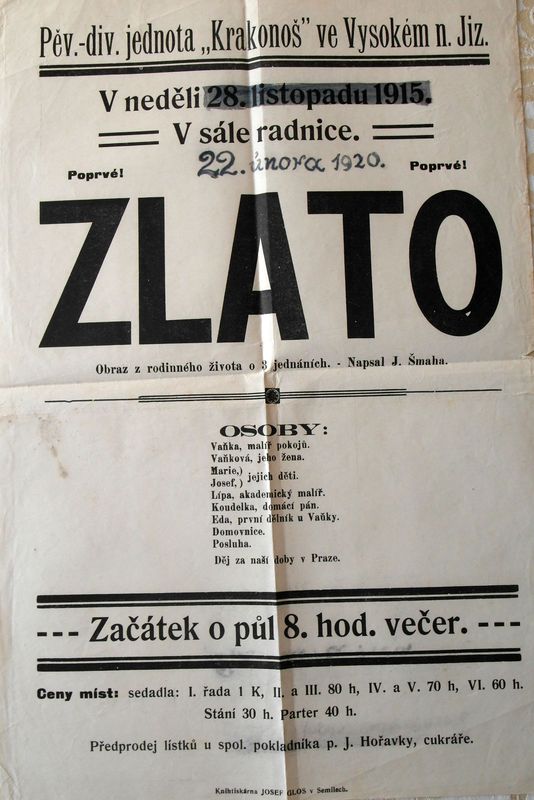 Pěv.-div. jednota „Krakonoš" ve Vysokém n. Jiz.
V neděli 28. listopadu 1915.
V sále radnice.
22. února 1920.
Poprvé! Poprvé!
ZLATO
Obraz z rodinného života o 3 jednáních. - Napsal J. Šmaha.
OSOBY:
Vaňka, malíř pokojů.
Vaňková, jeho žena.
Marie,)
Josef,) jejich děti.
Lípa, akademický malíř.
Koudelka, domácí pán.
Eda, první dělník u Vaňky.
Domovnice.
Posluha.
Děj za naší doby v Praze.
--- Začátek o půl 8. hod. večer. ---
Ceny míst: sedadla: I. řada 1 K, II. a III. 80 h, IV. a V. 70 h, VI. 60 h.
Stání 30 h. Parter 40 h.
Předprodej lístků u spol. pokladníka p. J. Hořavky, cukráře.
Knihtiskárna JOSEF GLOS v Semilech.